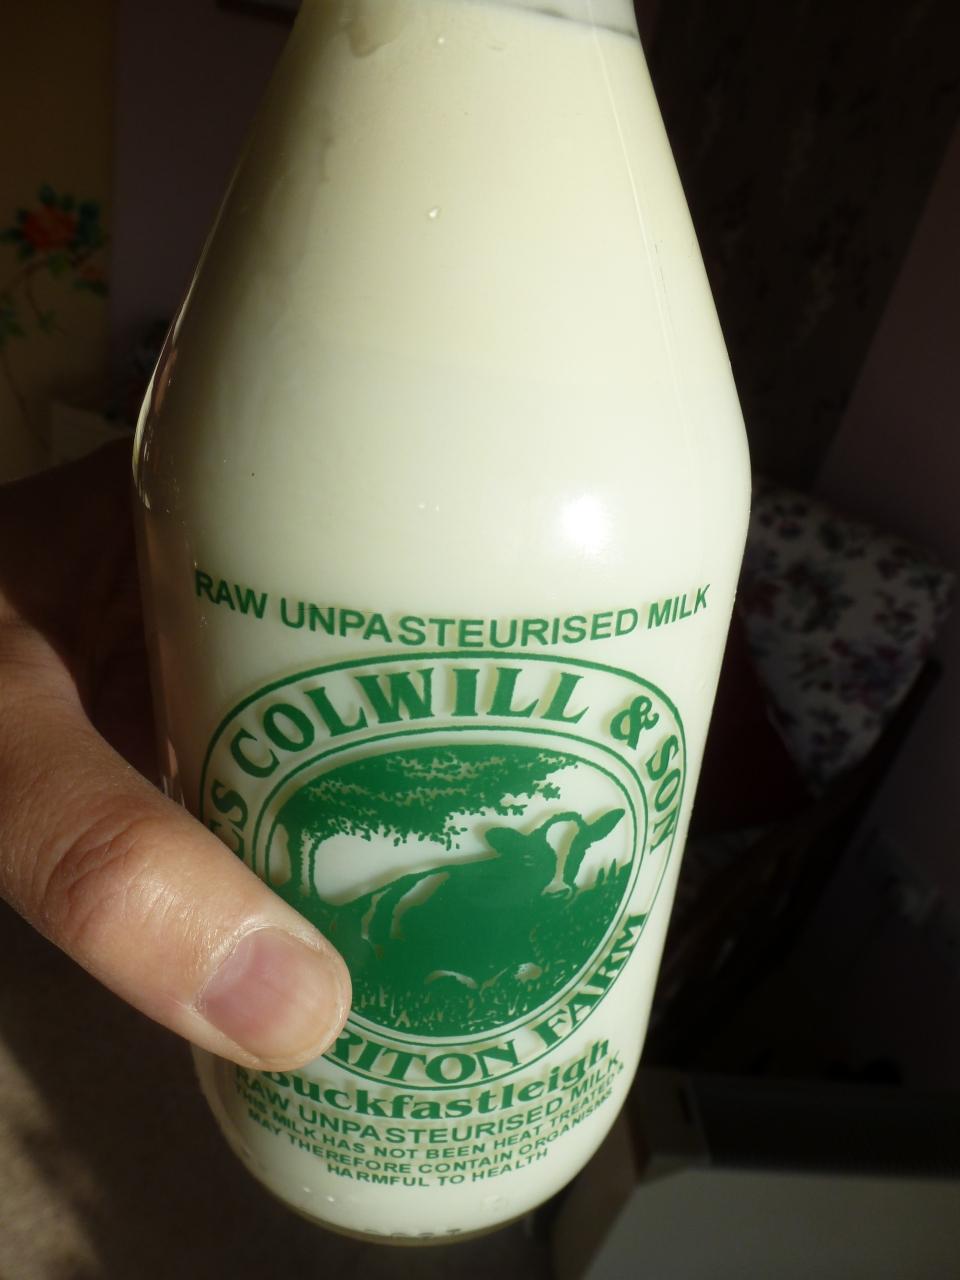 RAW UNPASTEURISED MILK
COLWILL & SON
RITON FARM
Buckfastleigh
RAW UNPASTEURISED MILK
THIS MILK HAS NOT BEEN HEAT TREATED &
MAY THEREFORE CONTAIN ORGANISMS
HARMFUL TO HEALTH